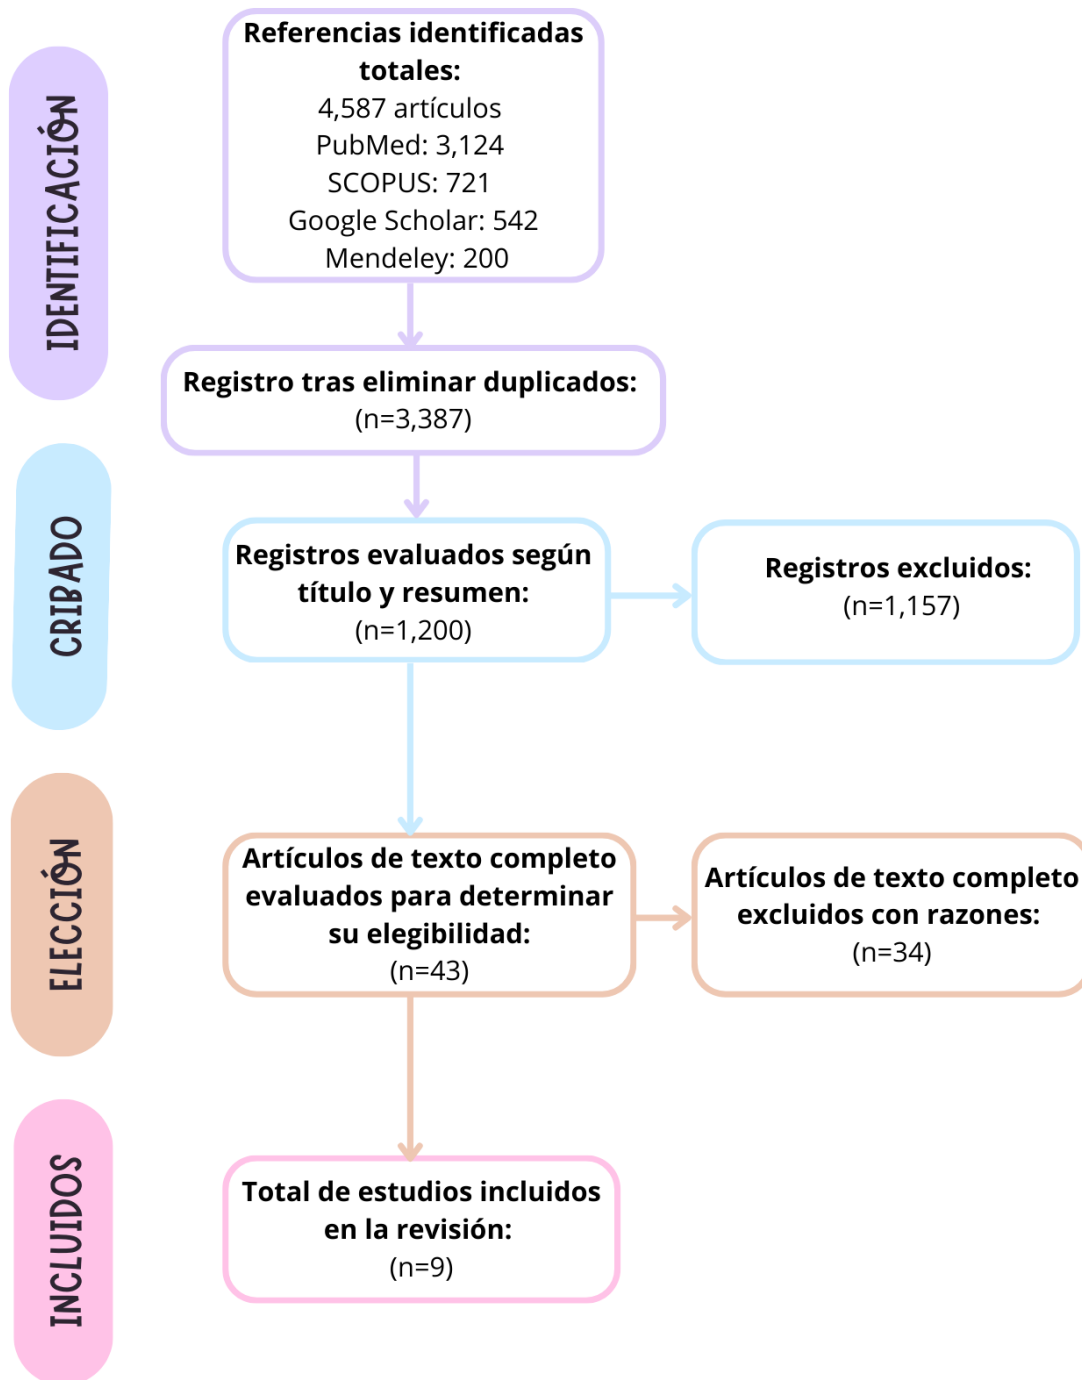 IDENTIFICACIÓN
Referencias identificadas
totales:
4,587 artículos
PubMed: 3,124
SCOPUS: 721
Google Scholar: 542
Mendeley: 200
Registro tras eliminar duplicados:
(n=3,387)
CRIBADO
Registros evaluados según
título y resumen:
(n=1,200)
Registros excluidos:
(n=1,157)
ELECCIÓN
Artículos de texto completo
evaluados para determinar
su elegibilidad:
(n=43)
Artículos de texto completo
excluidos con razones:
(n=34)
INCLUIDOS
Total de estudios incluidos
en la revisión:
(n=9)